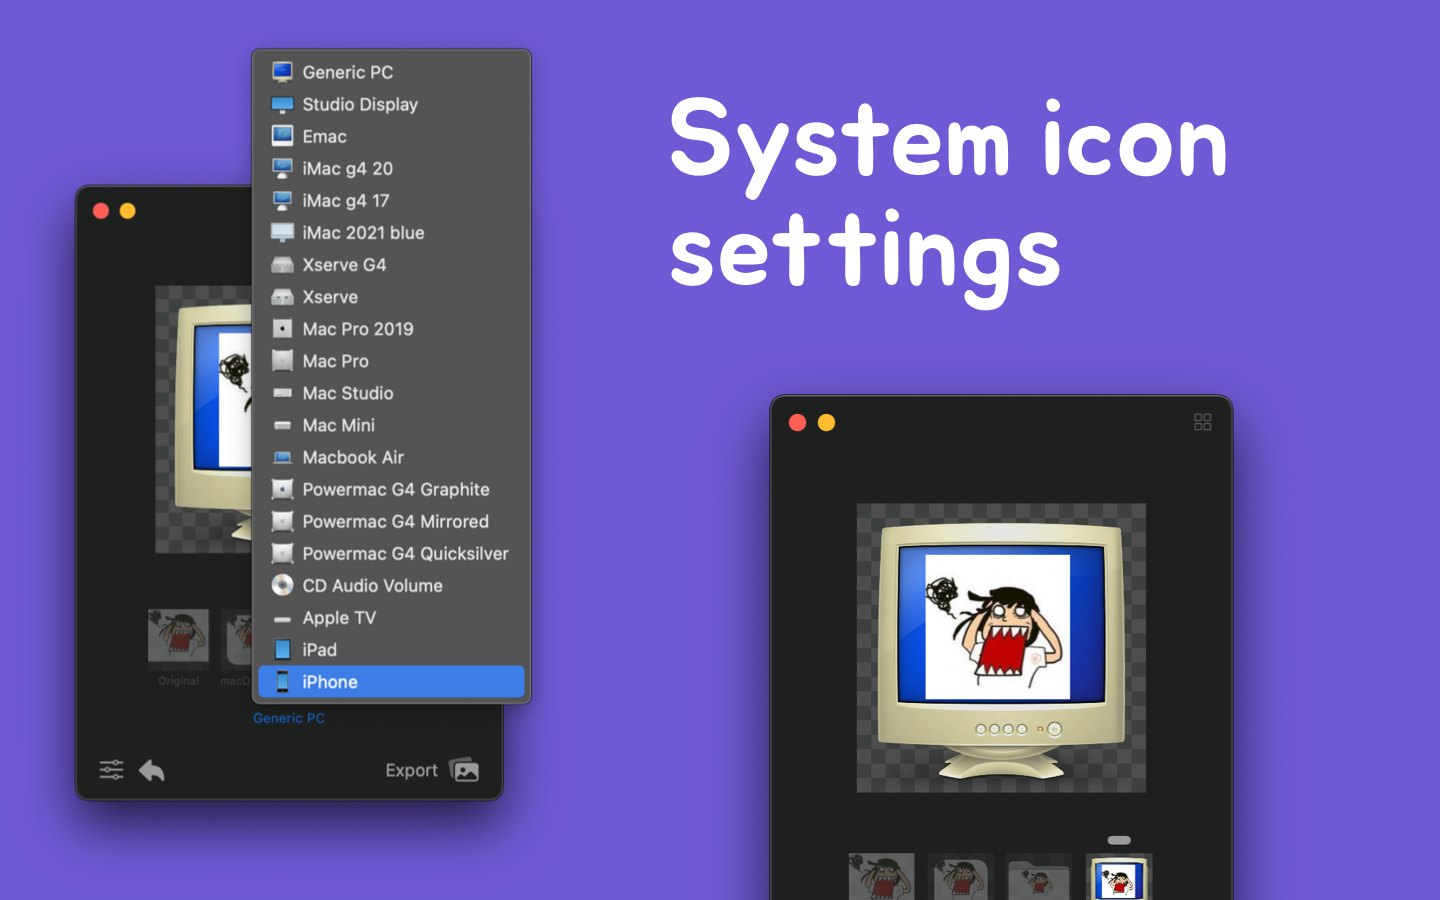 Generic PC
Studio Display
Emac
iMac g4 20
iMac g4 17
iMac 2021 blue
Xserve G4
Xserve
Mac Pro 2019
Mac Pro
Mac Studio
Mac Mini
Macbook Air
Powermac G4 Graphite
Powermac G4 Mirrored
Powermac G4 Quicksilver
CD Audio Volume
Apple TV
iPad
iPhone
Original
Generic PC
Export
System icon
settings